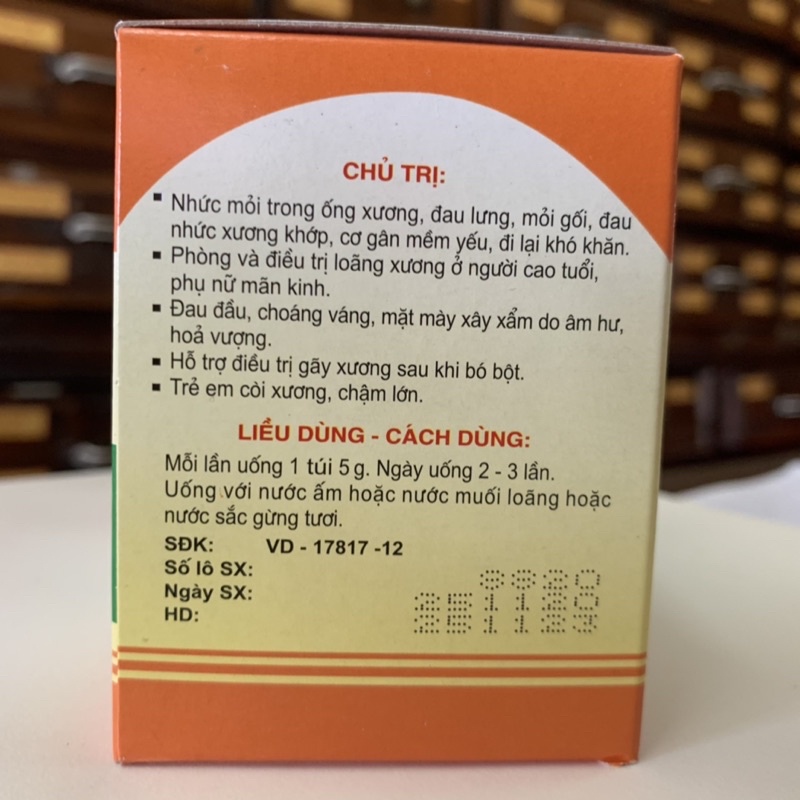 CHỦ TRỊ:
▪ Nhức mỏi trong ống xương, đau lưng, mỏi gối, đau
nhức xương khớp, cơ gân mềm yếu, đi lại khó khăn.
▪ Phòng và điều trị loãng xương ở người cao tuổi,
phụ nữ mãn kinh.
▪ Đau đầu, choáng váng, mặt mày xây xẩm do âm hư,
hoả vượng.
▪ Hỗ trợ điều trị gãy xương sau khi bó bột.
▪ Trẻ em còi xương, chậm lớn.
LIỀU DÙNG - CÁCH DÙNG:
Mỗi lần uống 1 túi 5 g. Ngày uống 2 - 3 lần.
Uống với nước ấm hoặc nước muối loãng hoặc
nước sắc gừng tươi.
SĐK: VD - 17817 -12
Số lô SX:
Ngày SX: 251120
HD: 251123